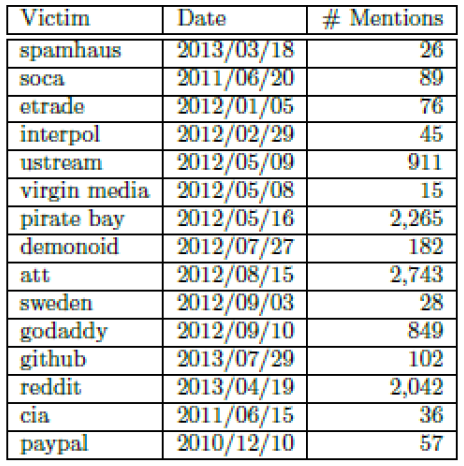 Victim Date # Mentions
spamhaus 2013/03/18 26
soca 2011/06/20 89
etrade 2012/01/05 76
interpol 2012/02/29 45
ustream 2012/05/09 911
virgin media 2012/05/08 15
pirate bay 2012/05/16 2,265
demonoid 2012/07/27 182
att 2012/08/15 2,743
sweden 2012/09/03 28
godaddy 2012/09/10 849
github 2013/07/29 102
reddit 2013/04/19 2,042
cia 2011/06/15 36
paypal 2010/12/10 57